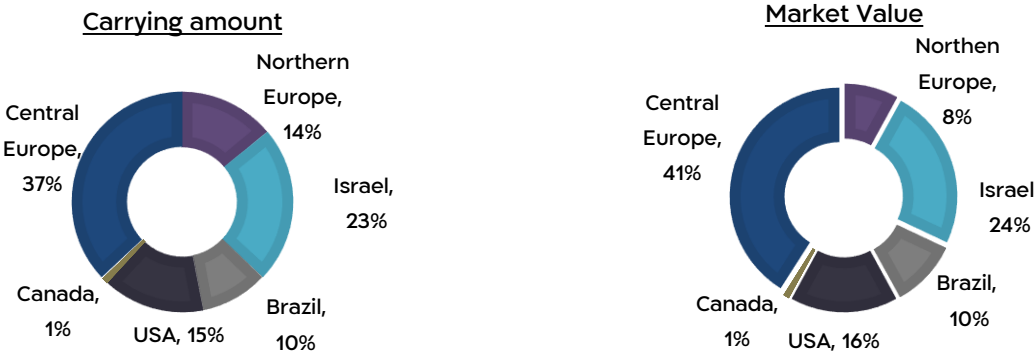 Carrying amount
Northern
Europe,
14%
Central
Europe,
37%
Israel,
23%
Canada,
1%
USA, 15%
Brazil,
10%
Market Value
Northen
Europe,
8%
Central
Europe,
41%
Israel
24%
Canada,
1%
USA, 16%
Brazil,
10%